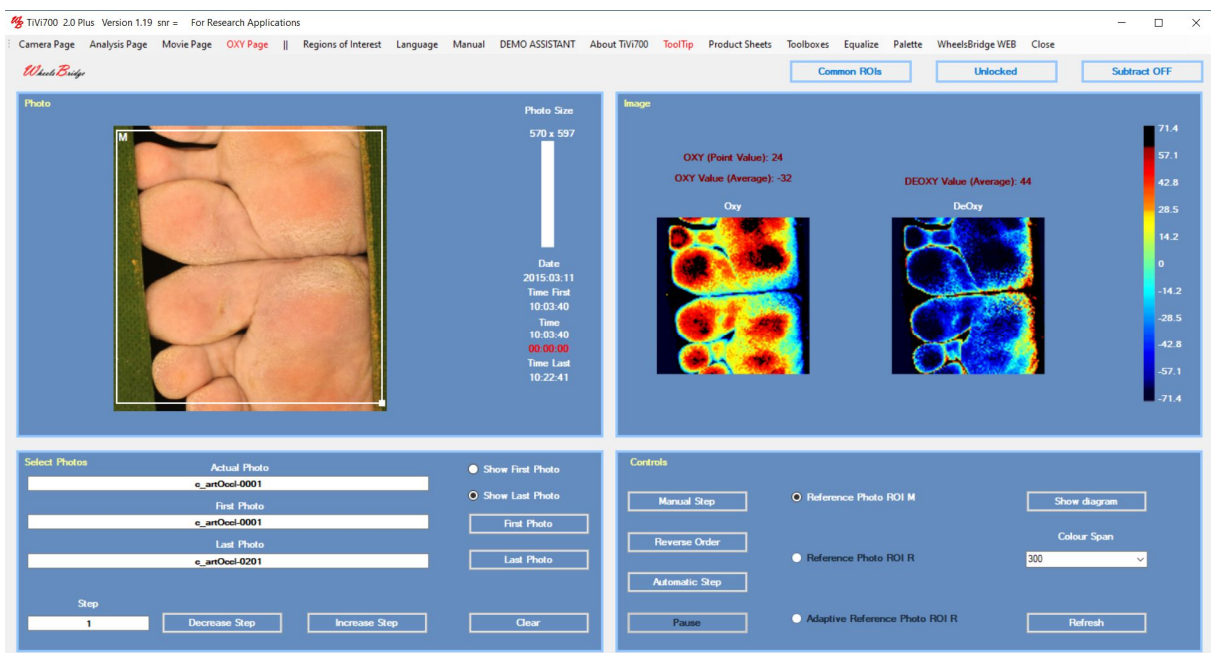 TiVi700 2.0 Plus Version 1.19 snr = For Research Applications
Camera Page Analysis Page Movie Page OXY Page || Regions of Interest Language Manual DEMO ASSISTANT About TiVi700 ToolTip Product Sheets Toolboxes Equalize Palette WheelsBridge WEB Close
WheelsBridge
Common ROIs
Unlocked
Subtract OFF
Photo
M
Photo Size
570 x 597
Date
2015:03:11
Time First
10:03:40
Time
10:03:40
00:00:00
Time Last
10:22:41
Image
OXY (Point Value): 24
OXY Value (Average): -32
DEOXY Value (Average): 44
Oxy
DeOxy
71.4
57.1
42.8
28.5
14.2
0
-14.2
-28.5
-42.8
-57.1
-71.4
Select Photos
Actual Photo
c_artOccl-0001
First Photo
c_artOccl-0001
Last Photo
c_artOccl-0201
Show First Photo
Show Last Photo
First Photo
Last Photo
Step
1
Decrease Step
Increase Step
Clear
Controls
Manual Step
Reverse Order
Automatic Step
Pause
Reference Photo ROI M
Reference Photo ROI R
Adaptive Reference Photo ROI R
Show diagram
Colour Span
300
Refresh